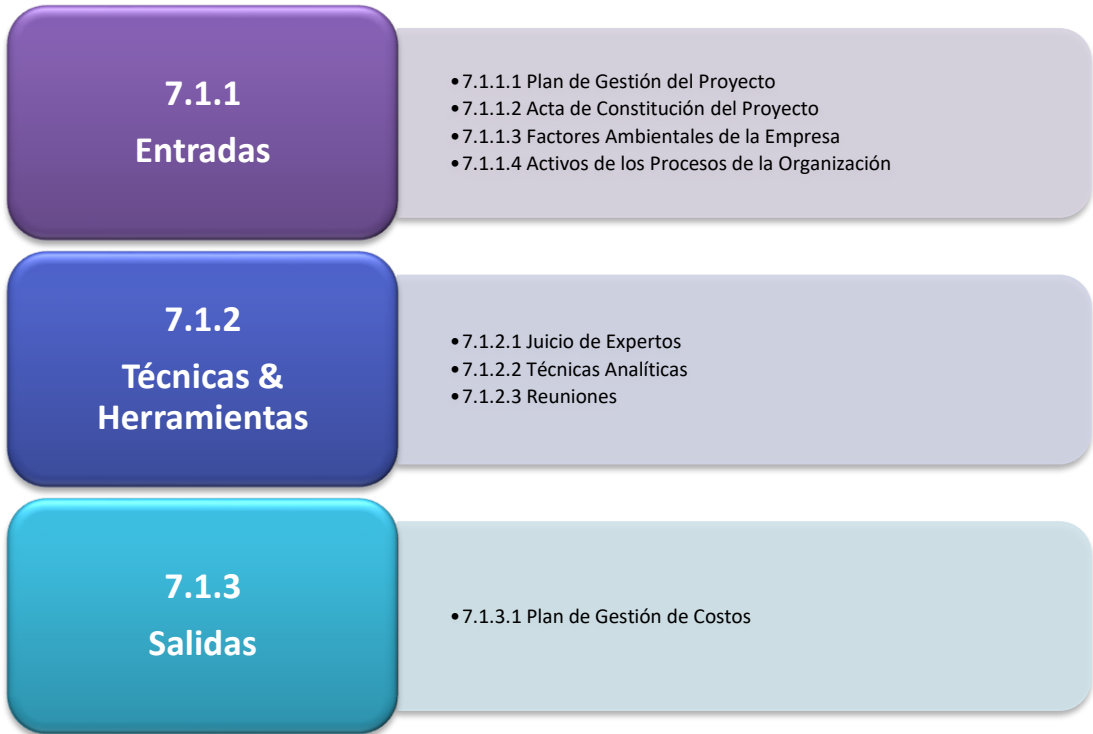 7.1.1
Entradas
•7.1.1.1 Plan de Gestión del Proyecto
•7.1.1.2 Acta de Constitución del Proyecto
•7.1.1.3 Factores Ambientales de la Empresa
•7.1.1.4 Activos de los Procesos de la Organización
7.1.2
Técnicas &
Herramientas
•7.1.2.1 Juicio de Expertos
•7.1.2.2 Técnicas Analíticas
•7.1.2.3 Reuniones
7.1.3
Salidas
•7.1.3.1 Plan de Gestión de Costos